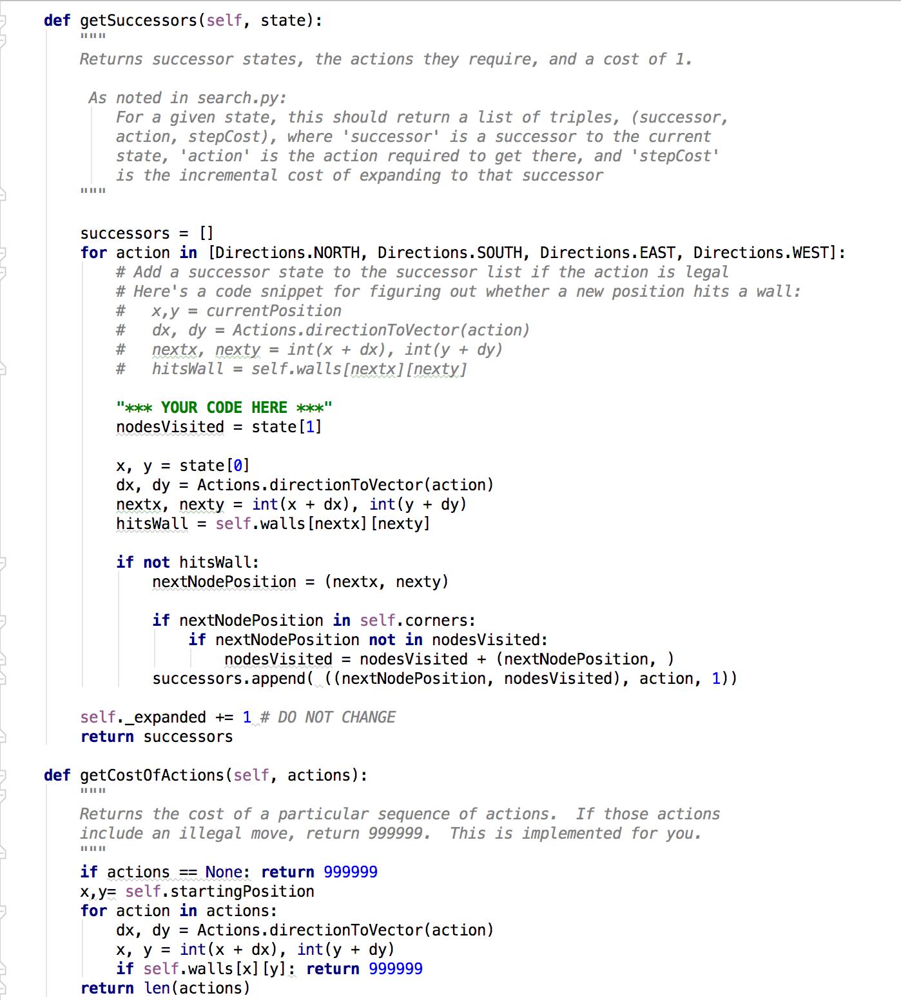 def getSuccessors(self, state):
"""
Returns successor states, the actions they require, and a cost of 1.
As noted in search.py:
For a given state, this should return a list of triples, (successor,
action, stepCost), where 'successor' is a successor to the current
state, 'action' is the action required to get there, and 'stepCost'
is the incremental cost of expanding to that successor
"""
successors = []
for action in [Directions.NORTH, Directions.SOUTH, Directions.EAST, Directions.WEST]:
# Add a successor state to the successor list if the action is legal
# Here's a code snippet for figuring out whether a new position hits a wall:
#   x,y = currentPosition
#   dx, dy = Actions.directionToVector(action)
#   nextx, nexty = int(x + dx), int(y + dy)
#   hitsWall = self.walls[nextx][nexty]
"*** YOUR CODE HERE ***"
nodesVisited = state[1]
x, y = state[0]
dx, dy = Actions.directionToVector(action)
nextx, nexty = int(x + dx), int(y + dy)
hitsWall = self.walls[nextx][nexty]
if not hitsWall:
nextNodePosition = (nextx, nexty)
if nextNodePosition in self.corners:
if nextNodePosition not in nodesVisited:
nodesVisited = nodesVisited + (nextNodePosition, )
successors.append( ((nextNodePosition, nodesVisited), action, 1))
self._expanded += 1 # DO NOT CHANGE
return successors
def getCostOfActions(self, actions):
"""
Returns the cost of a particular sequence of actions.  If those actions
include an illegal move, return 999999.  This is implemented for you.
"""
if actions == None: return 999999
x,y= self.startingPosition
for action in actions:
dx, dy = Actions.directionToVector(action)
x, y = int(x + dx), int(y + dy)
if self.walls[x][y]: return 999999
return len(actions)